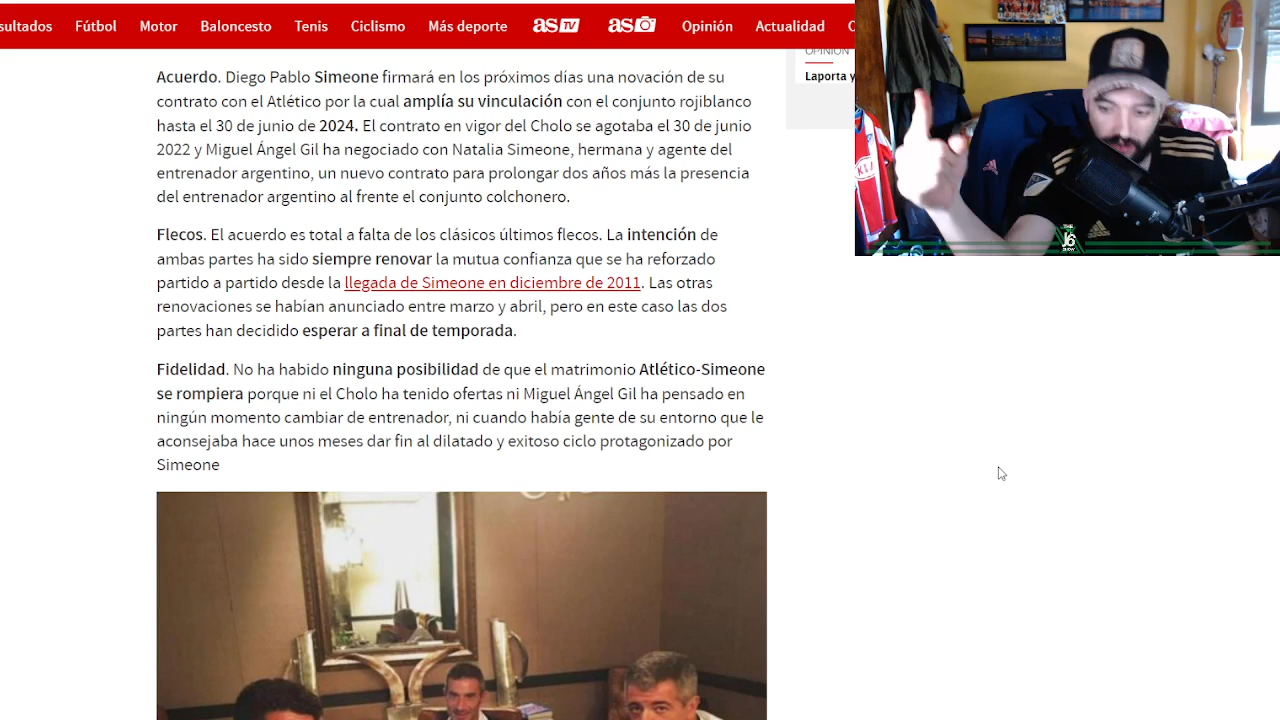 sultados Fútbol Motor Baloncesto Tenis Ciclismo Más deporte as TV as Opinión Actualidad
OPINIÓN
Laporta y
Acuerdo. Diego Pablo Simeone firmará en los próximos días una novación de su
contrato con el Atlético por la cual amplía su vinculación con el conjunto rojiblanco
hasta el 30 de junio de 2024. El contrato en vigor del Cholo se agotaba el 30 de junio
2022 y Miguel Ángel Gil ha negociado con Natalia Simeone, hermana y agente del
entrenador argentino, un nuevo contrato para prolongar dos años más la presencia
del entrenador argentino al frente el conjunto colchonero.
Flecos. El acuerdo es total a falta de los clásicos últimos flecos. La intención de
ambas partes ha sido siempre renovar la mutua confianza que se ha reforzado
partido a partido desde la llegada de Simeone en diciembre de 2011. Las otras
renovaciones se habían anunciado entre marzo y abril, pero en este caso las dos
partes han decidido esperar a final de temporada.
Fidelidad. No ha habido ninguna posibilidad de que el matrimonio Atlético-Simeone
se rompiera porque ni el Cholo ha tenido ofertas ni Miguel Ángel Gil ha pensado en
ningún momento cambiar de entrenador, ni cuando había gente de su entorno que le
aconsejaba hace unos meses dar fin al dilatado y exitoso ciclo protagonizado por
Simeone
THE
J6
SHOW